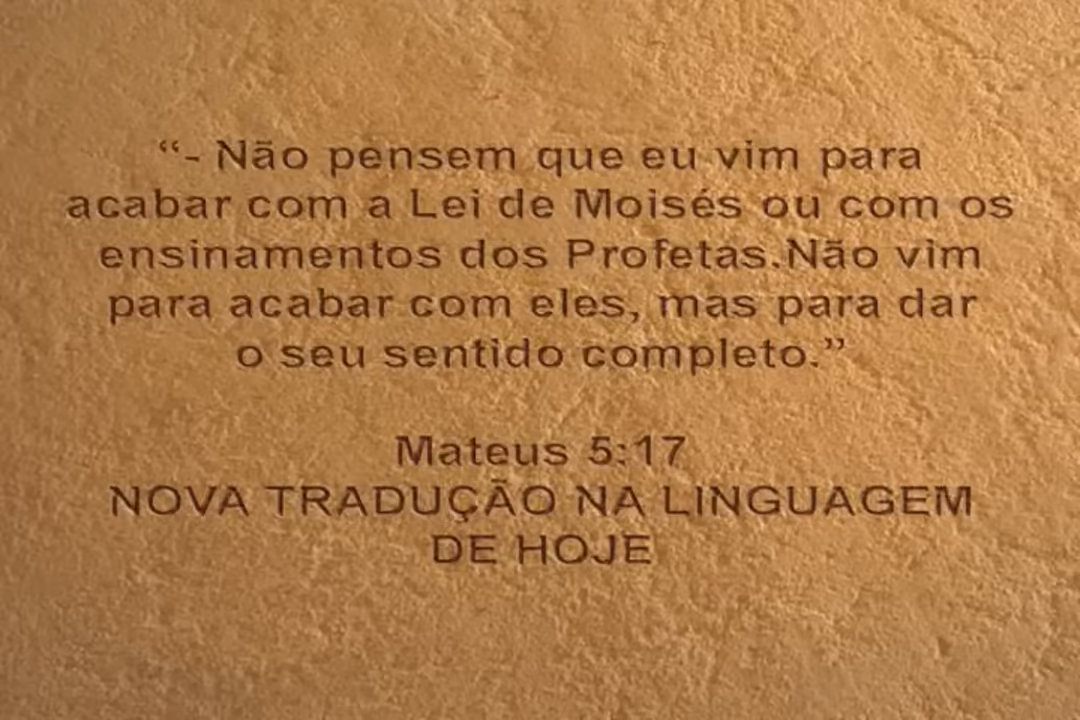 “- Não pensem que eu vim para
acabar com a Lei de Moisés ou com os
ensinamentos dos Profetas.Não vim
para acabar com eles, mas para dar
o seu sentido completo.”
Mateus 5:17
NOVA TRADUÇÃO NA LINGUAGEM
DE HOJE